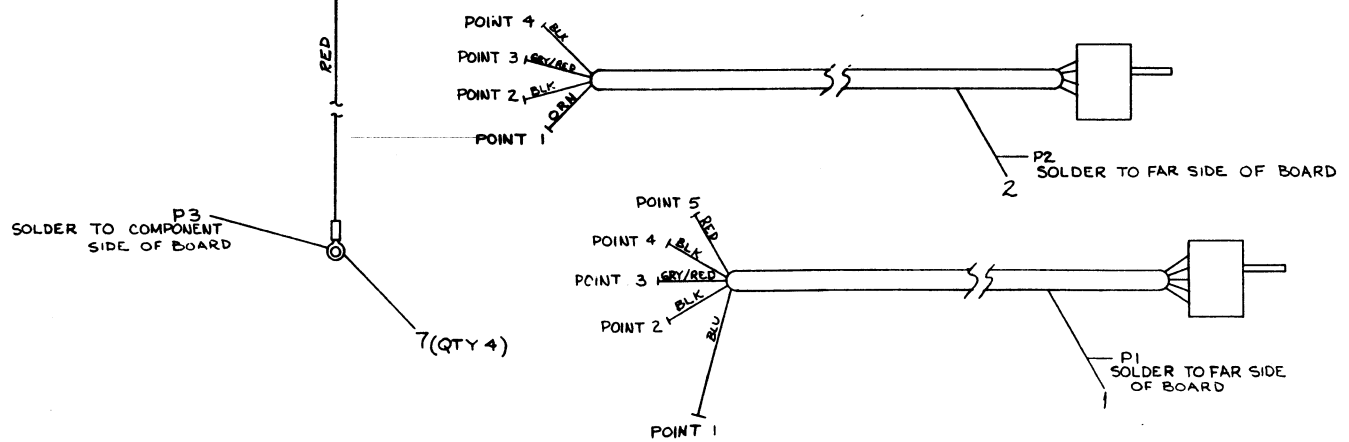 RED
POINT 4
BLK
POINT 3
GRY/RED
POINT 2
BLK
ORN
POINT 1
P2
SOLDER TO FAR SIDE OF BOARD
2
P3
SOLDER TO COMPONENT
SIDE OF BOARD
7 (QTY 4)
POINT 5
RED
POINT 4
BLK
POINT 3
GRY/RED
BLK
POINT 2
BLU
POINT 1
P1
SOLDER TO FAR SIDE
OF BOARD
1